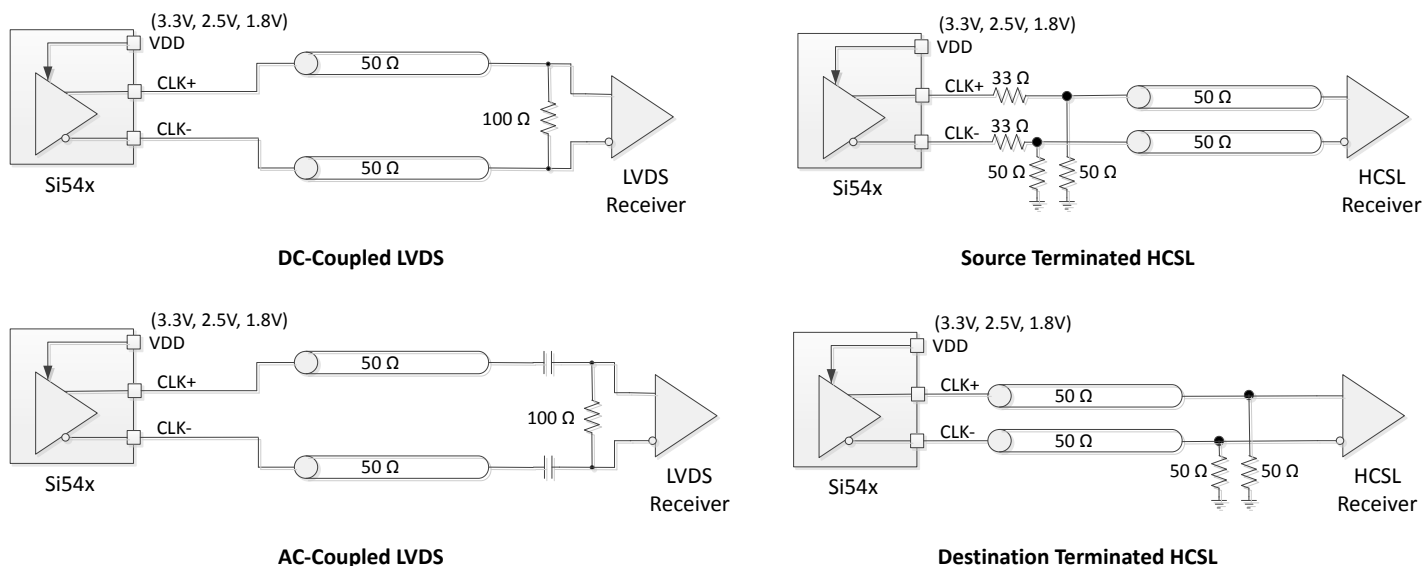 (3.3V, 2.5V, 1.8V)
VDD
CLK+
CLK-
50 Ω
50 Ω
100 Ω
Si54x
LVDS
Receiver
DC-Coupled LVDS
(3.3V, 2.5V, 1.8V)
VDD
CLK+
CLK-
33 Ω
33 Ω
50 Ω
50 Ω
50 Ω
50 Ω
Si54x
HCSL
Receiver
Source Terminated HCSL
(3.3V, 2.5V, 1.8V)
VDD
CLK+
CLK-
50 Ω
50 Ω
100 Ω
Si54x
LVDS
Receiver
AC-Coupled LVDS
(3.3V, 2.5V, 1.8V)
VDD
CLK+
CLK-
50 Ω
50 Ω
50 Ω
50 Ω
Si54x
HCSL
Receiver
Destination Terminated HCSL